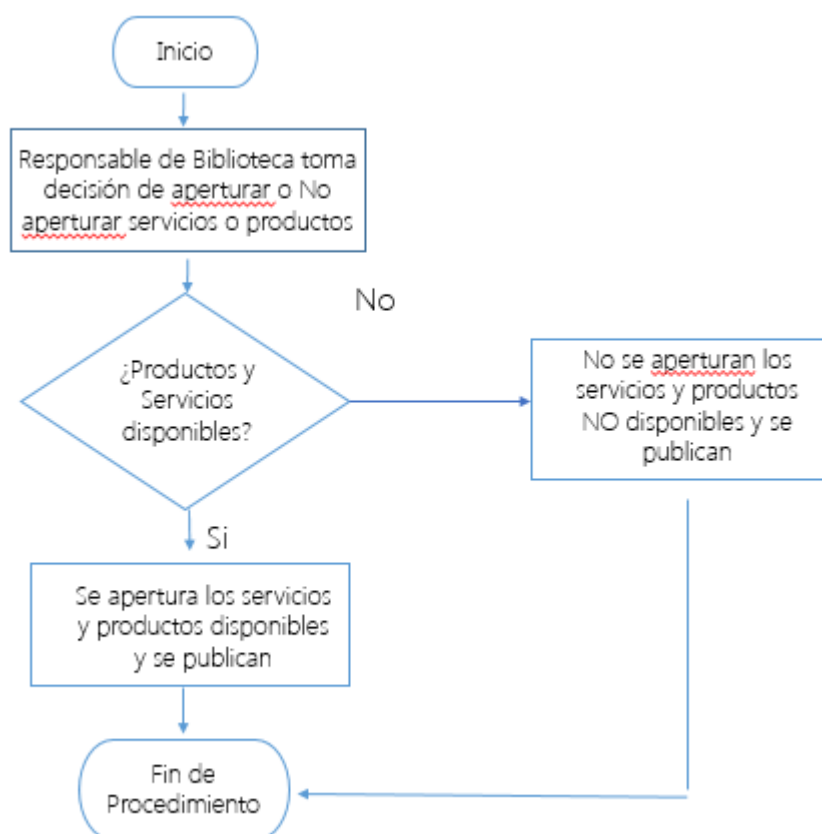 Inicio
Responsable de Biblioteca toma
decisión de aperturar o No
aperturar servicios o productos
No
¿Productos y
Servicios
disponibles?
No se aperturan los
servicios y productos
NO disponibles y se
publican
Si
Se apertura los servicios
y productos disponibles
y se publican
Fin de
Procedimiento